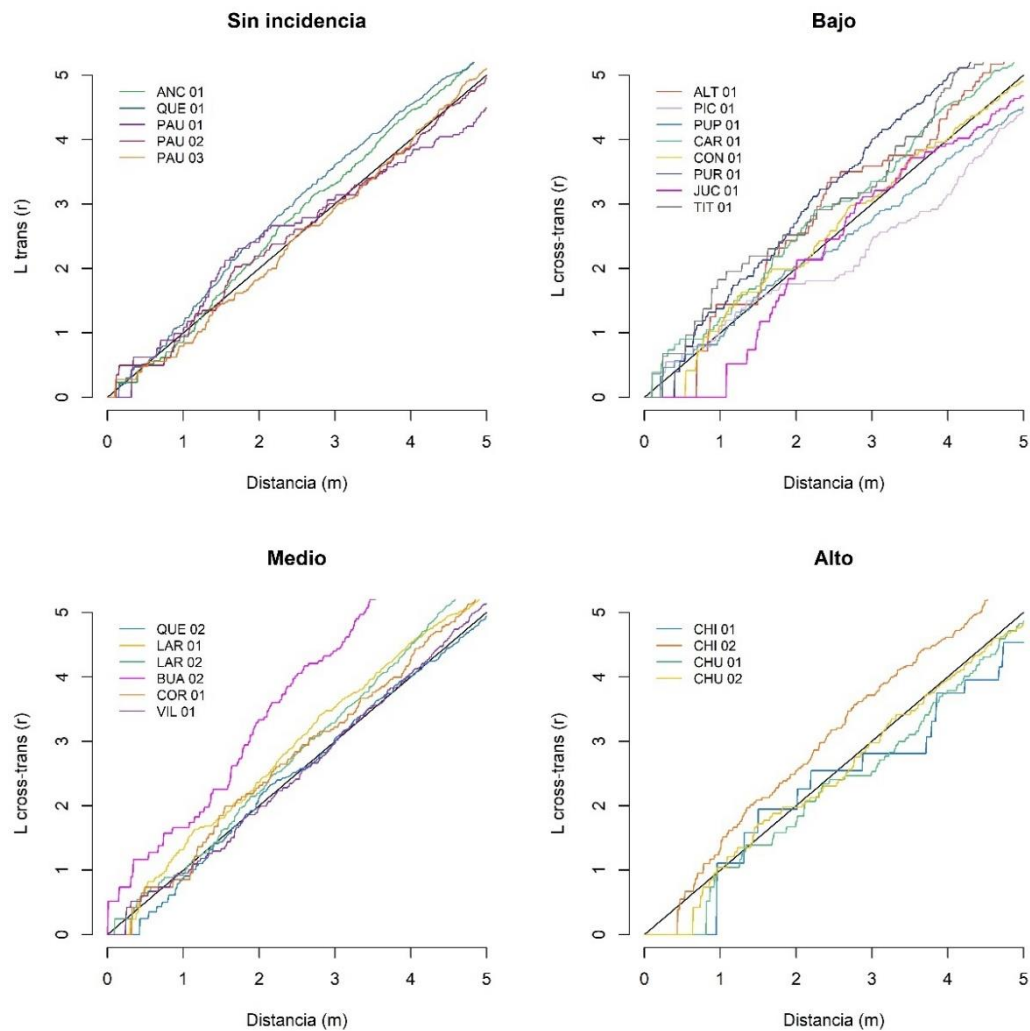 Sin incidencia
L trans (r)
0
1
2
3
4
5
ANC 01
QUE 01
PAU 01
PAU 02
PAU 03
0 1 2 3 4 5
Distancia (m)
Bajo
L cross-trans (r)
0
1
2
3
4
5
ALT 01
PIC 01
PUP 01
CAR 01
CON 01
PUR 01
JUC 01
TIT 01
0 1 2 3 4 5
Distancia (m)
Medio
L cross-trans (r)
0
1
2
3
4
5
QUE 02
LAR 01
LAR 02
BUA 02
COR 01
VIL 01
0 1 2 3 4 5
Distancia (m)
Alto
L cross-trans (r)
0
1
2
3
4
5
CHI 01
CHI 02
CHU 01
CHU 02
0 1 2 3 4 5
Distancia (m)